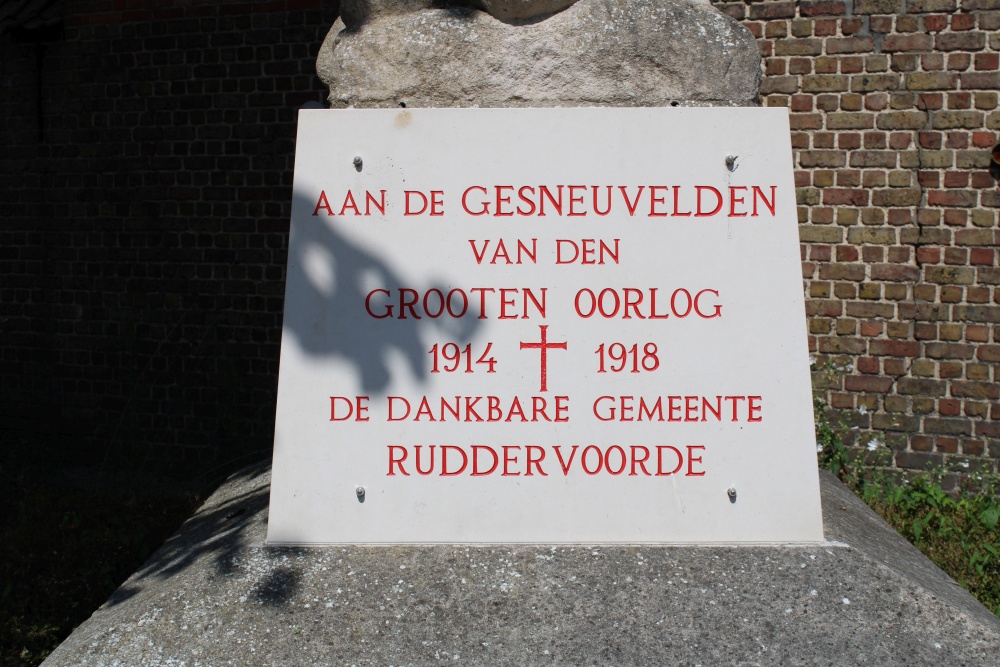 AAN DE GESNEUVELDEN
VAN DEN
GROOTEN OORLOG
1914 1918
DE DANKBARE GEMEENTE
RUDDERVOORDE